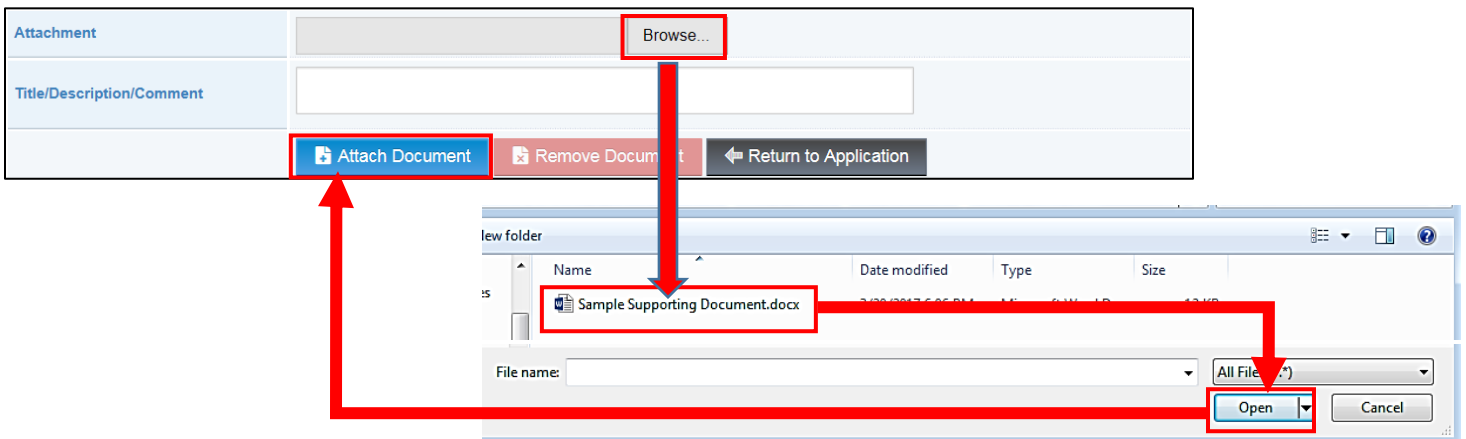 Attachment
Browse...
Title/Description/Comment
Attach Document
Remove Document
Return to Application
New folder
Name
Date modified
Type
Size
es
Sample Supporting Document.docx
File name:
All Files (*.*)
Open
Cancel